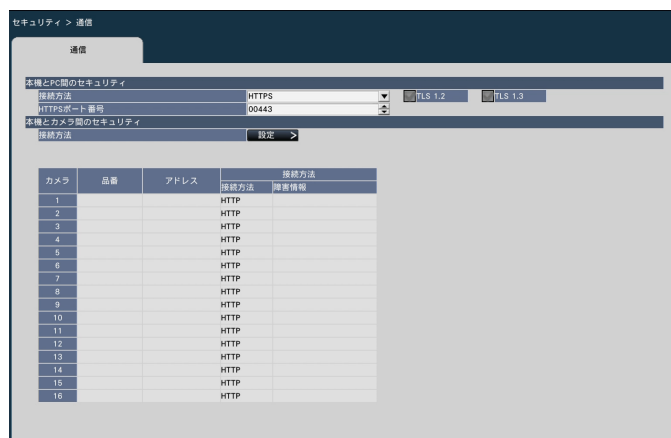 セキュリティ > 通信
通信
本機とPC間のセキュリティ
接続方法 HTTPS TLS 1.2 TLS 1.3
HTTPSポート番号 00443
本機とカメラ間のセキュリティ
接続方法 設定 >
カメラ 品番 アドレス 接続方法
接続方法 障害情報
1 HTTP
2 HTTP
3 HTTP
4 HTTP
5 HTTP
6 HTTP
7 HTTP
8 HTTP
9 HTTP
10 HTTP
11 HTTP
12 HTTP
13 HTTP
14 HTTP
15 HTTP
16 HTTP